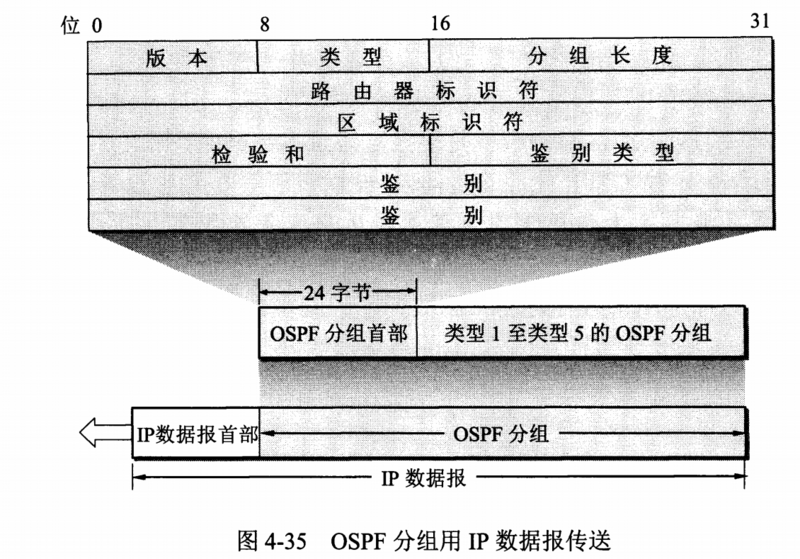 位 0 8 16 31
版本 类型 分组长度
路由器标识符
区域标识符
检验和 鉴别类型
鉴别
鉴别
24 字节
OSPF 分组首部 类型 1 至类型 5 的 OSPF 分组
IP数据报首部 OSPF 分组
IP 数据报
图 4-35 OSPF 分组用 IP 数据报传送